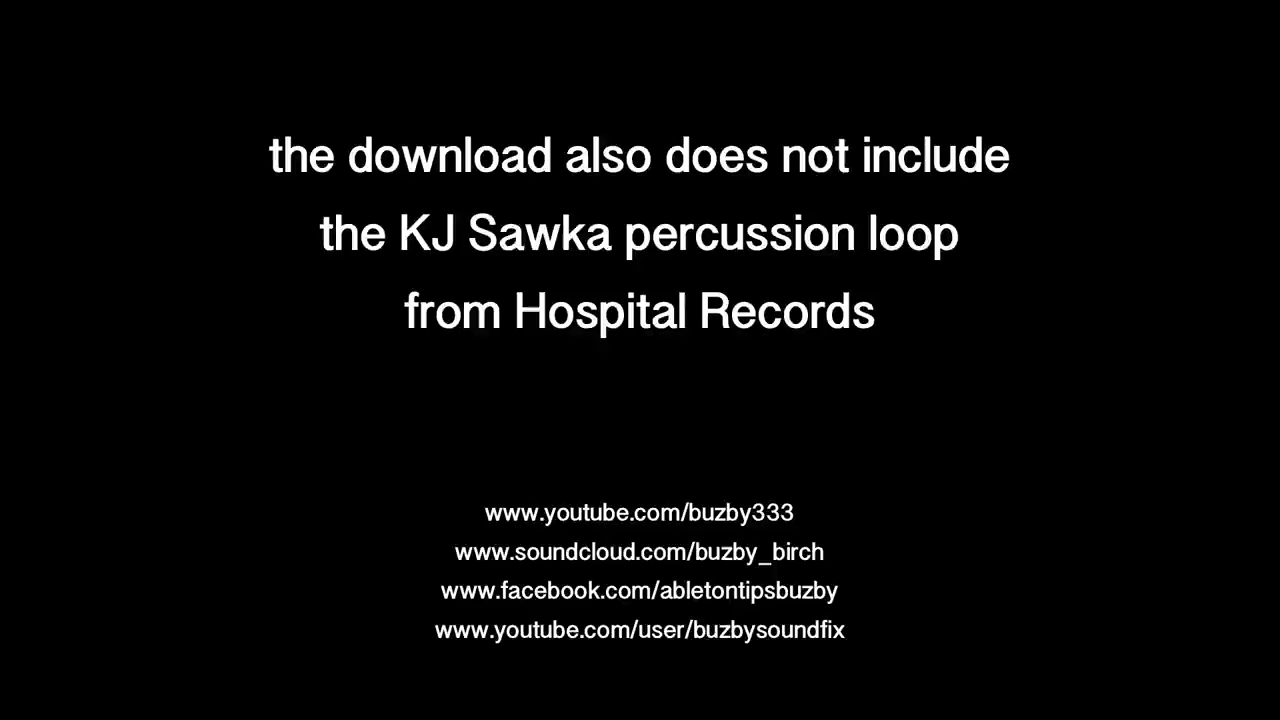 the download also does not include
the KJ Sawka percussion loop
from Hospital Records
www.youtube.com/buzby333
www.soundcloud.com/buzby_birch
www.facebook.com/abletontipsbuzby
www.youtube.com/user/buzbysoundfix